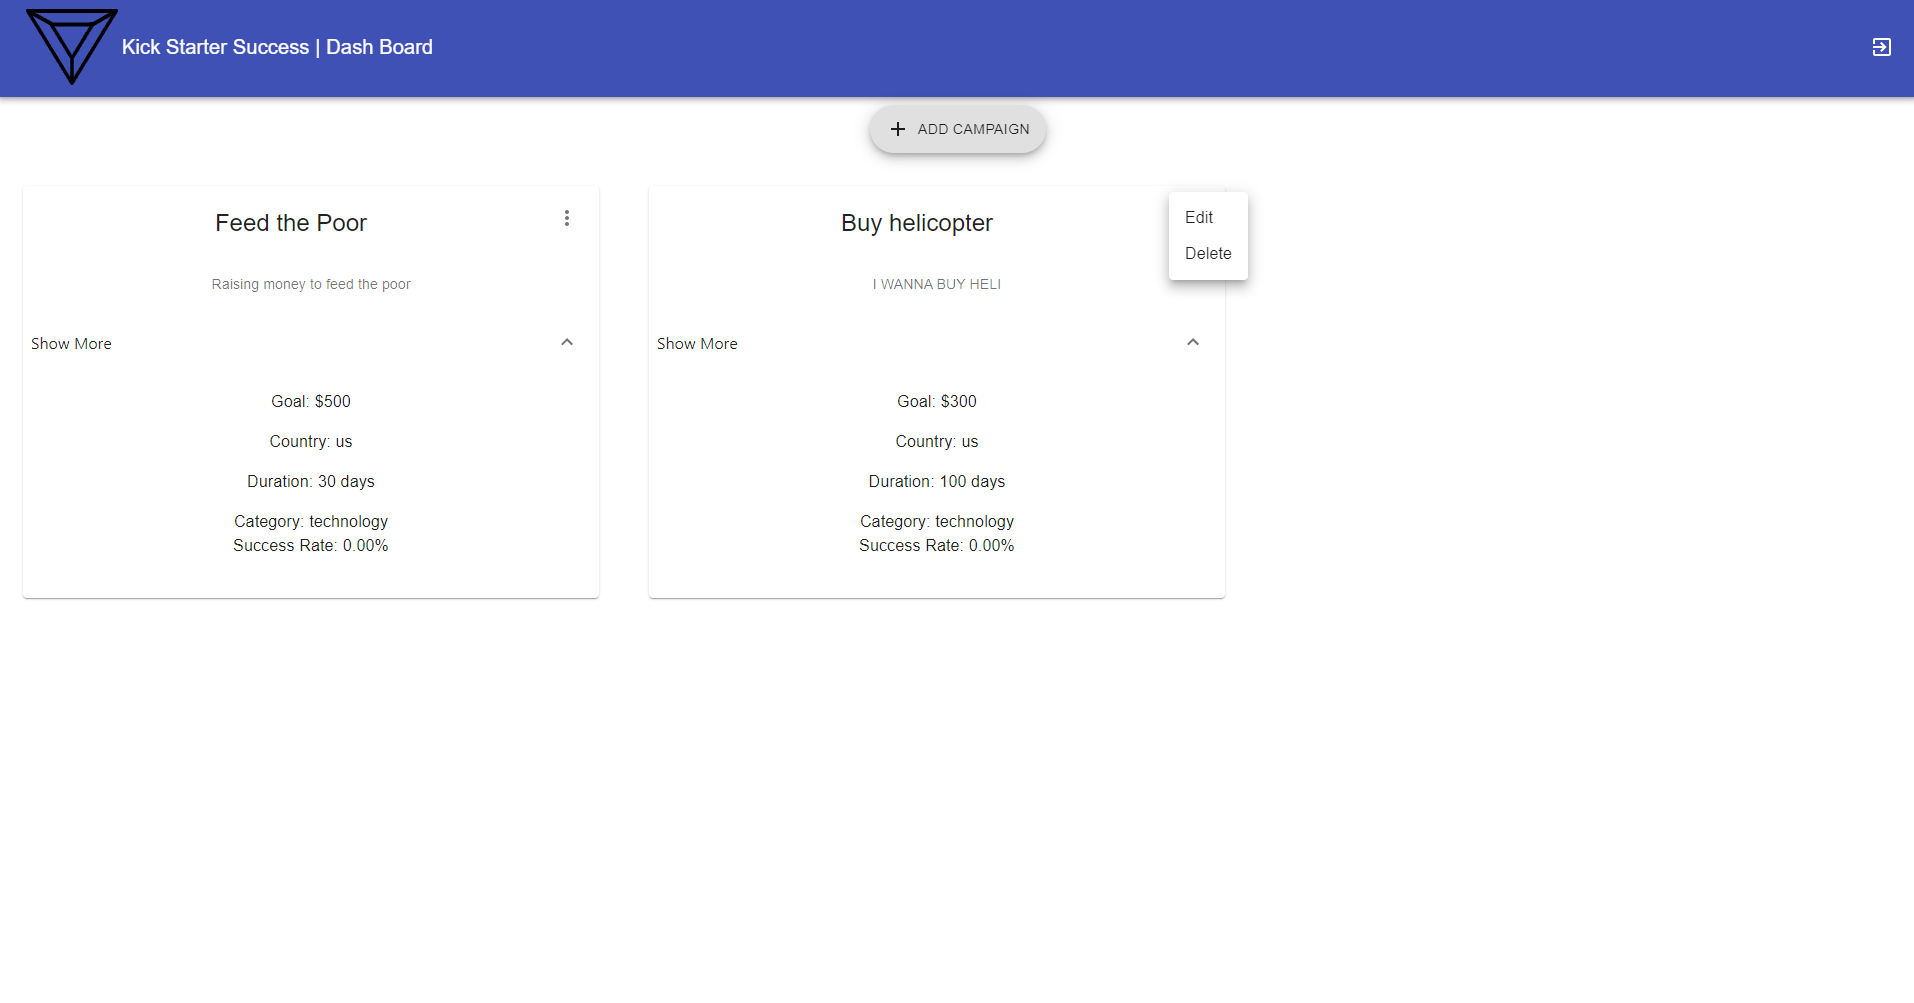 Kick Starter Success | Dash Board
ADD CAMPAIGN
Feed the Poor
Raising money to feed the poor
Show More
Goal: $500
Country: us
Duration: 30 days
Category: technology
Success Rate: 0.00%
Buy helicopter
Edit
Delete
I WANNA BUY HELI
Show More
Goal: $300
Country: us
Duration: 100 days
Category: technology
Success Rate: 0.00%